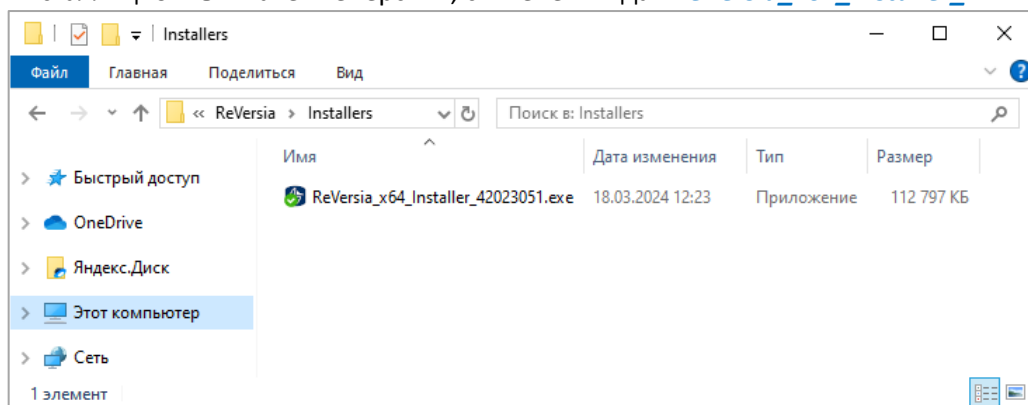 Installers
Файл Главная Поделиться Вид
« ReVersia > Installers
Поиск в: Installers
Имя Дата изменения Тип Размер
Быстрый доступ
ReVersia_x64_Installer_42023051.exe 18.03.2024 12:23 Приложение 112 797 КБ
OneDrive
Яндекс.Диск
Этот компьютер
Сеть
1 элемент